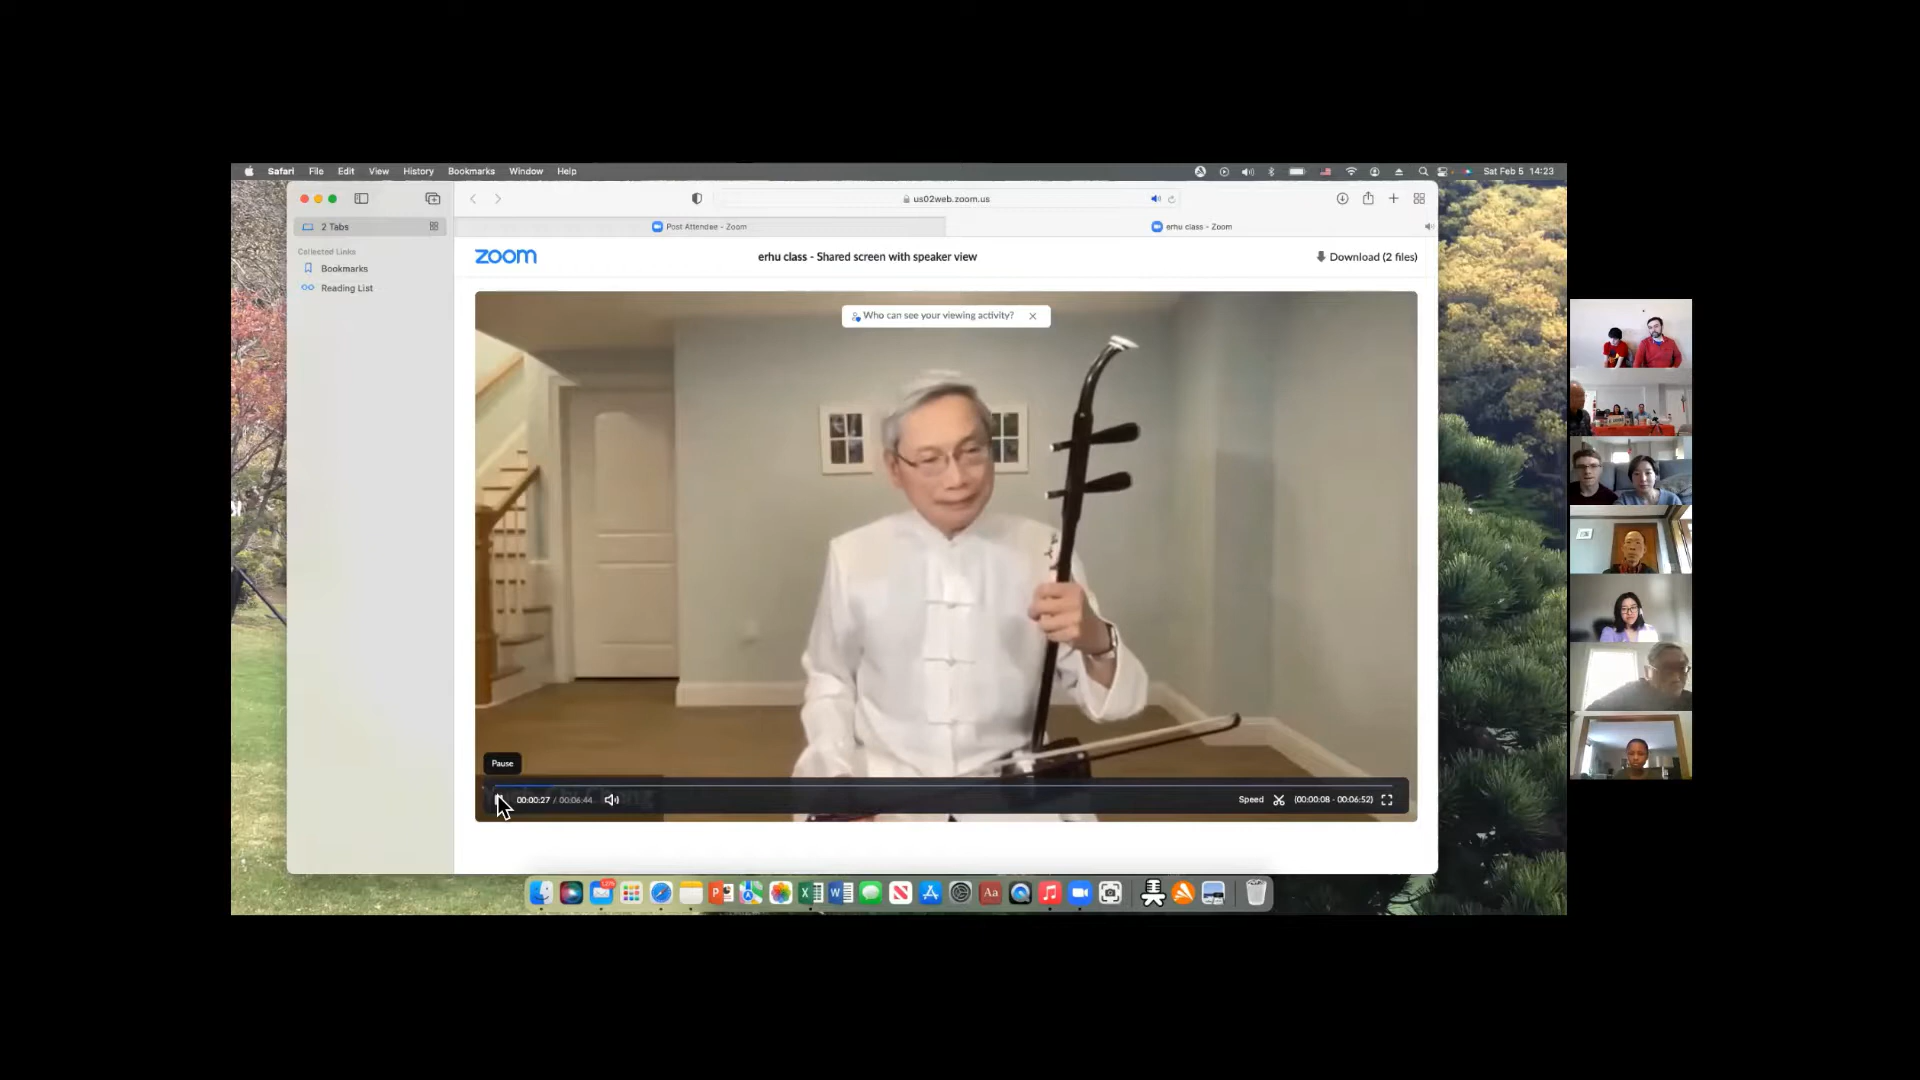 Safari File Edit View History Bookmarks Window Help
Sat Feb 5 14:23
us02web.zoom.us
2 Tabs
Post Attendee - Zoom
erhu class - Zoom
Collected Links
Bookmarks
Reading List
zoom
erhu class - Shared screen with speaker view
Download (2 files)
Who can see your viewing activity?
Pause
00:00:27 / 00:06:44
Speed
(00:00:08 - 00:06:52)
P
X
W
Aa